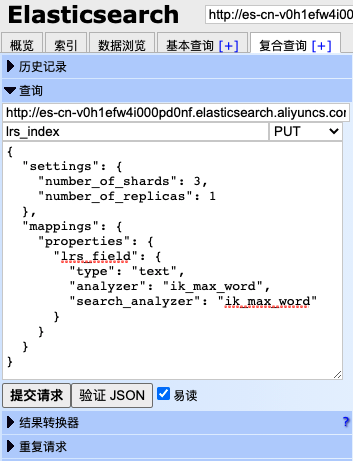 Elasticsearch
http://es-cn-v0h1efw4i0
概览 索引 数据浏览 基本查询 [+] 复合查询 [+]
历史记录
查询
http://es-cn-v0h1efw4i000pd0nf.elasticsearch.aliyuncs.com
lrs_index PUT
{
"settings": {
"number_of_shards": 3,
"number_of_replicas": 1
},
"mappings": {
"properties": {
"lrs_field": {
"type": "text",
"analyzer": "ik_max_word",
"search_analyzer": "ik_max_word"
}
}
}
}
提交请求 验证 JSON 易读
结果转换器 ?
重复请求